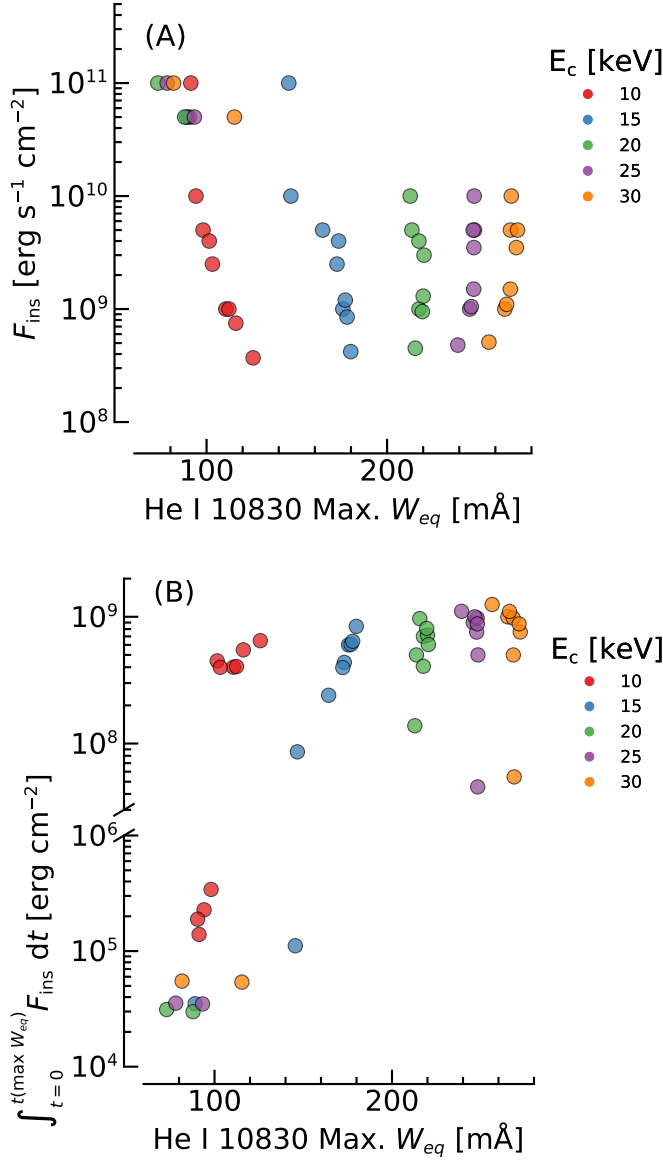 (A)
E_c [keV]
10
15
20
25
30
10^11
10^10
10^9
10^8
F_ins [erg s^−1 cm^−2]
100 200
He I 10830 Max. W_eq [mÅ]
(B)
E_c [keV]
10
15
20
25
30
10^9
10^8
10^6
10^5
10^4
∫_{t=0}^{t(max W_eq)} F_ins dt [erg cm^−2]
100 200
He I 10830 Max. W_eq [mÅ]